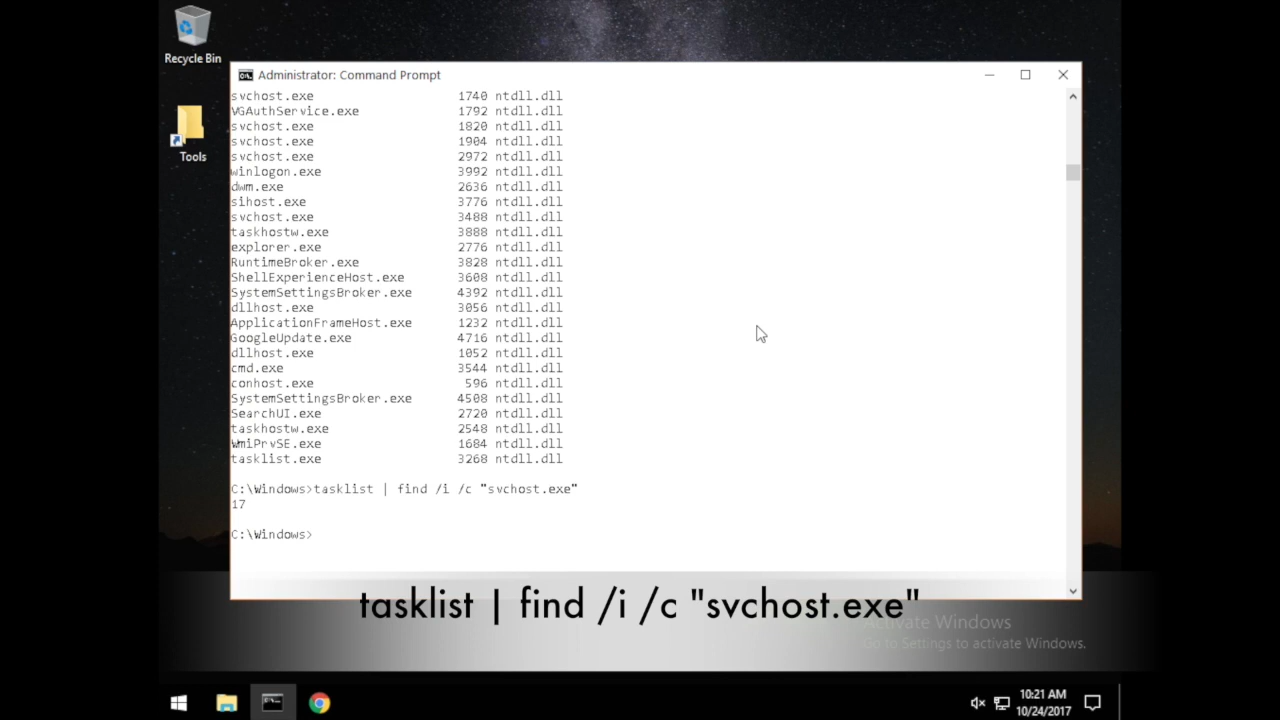 Recycle Bin
Tools
Administrator: Command Prompt
svchost.exe 1740 ntdll.dll
VGAuthService.exe 1792 ntdll.dll
svchost.exe 1820 ntdll.dll
svchost.exe 1904 ntdll.dll
svchost.exe 2972 ntdll.dll
winlogon.exe 3992 ntdll.dll
dwm.exe 2636 ntdll.dll
sihost.exe 3776 ntdll.dll
svchost.exe 3488 ntdll.dll
taskhostw.exe 3888 ntdll.dll
explorer.exe 2776 ntdll.dll
RuntimeBroker.exe 3828 ntdll.dll
ShellExperienceHost.exe 3608 ntdll.dll
SystemSettingsBroker.exe 4392 ntdll.dll
dllhost.exe 3056 ntdll.dll
ApplicationFrameHost.exe 1232 ntdll.dll
GoogleUpdate.exe 4716 ntdll.dll
dllhost.exe 1052 ntdll.dll
cmd.exe 3544 ntdll.dll
conhost.exe 596 ntdll.dll
SystemSettingsBroker.exe 4508 ntdll.dll
SearchUI.exe 2720 ntdll.dll
taskhostw.exe 2548 ntdll.dll
WmiPrvSE.exe 1684 ntdll.dll
tasklist.exe 3268 ntdll.dll
C:\Windows>tasklist | find /i /c "svchost.exe"
17
C:\Windows>
tasklist | find /i /c "svchost.exe"
Activate Windows
Go to Settings to activate Windows.
10:21 AM
10/24/2017